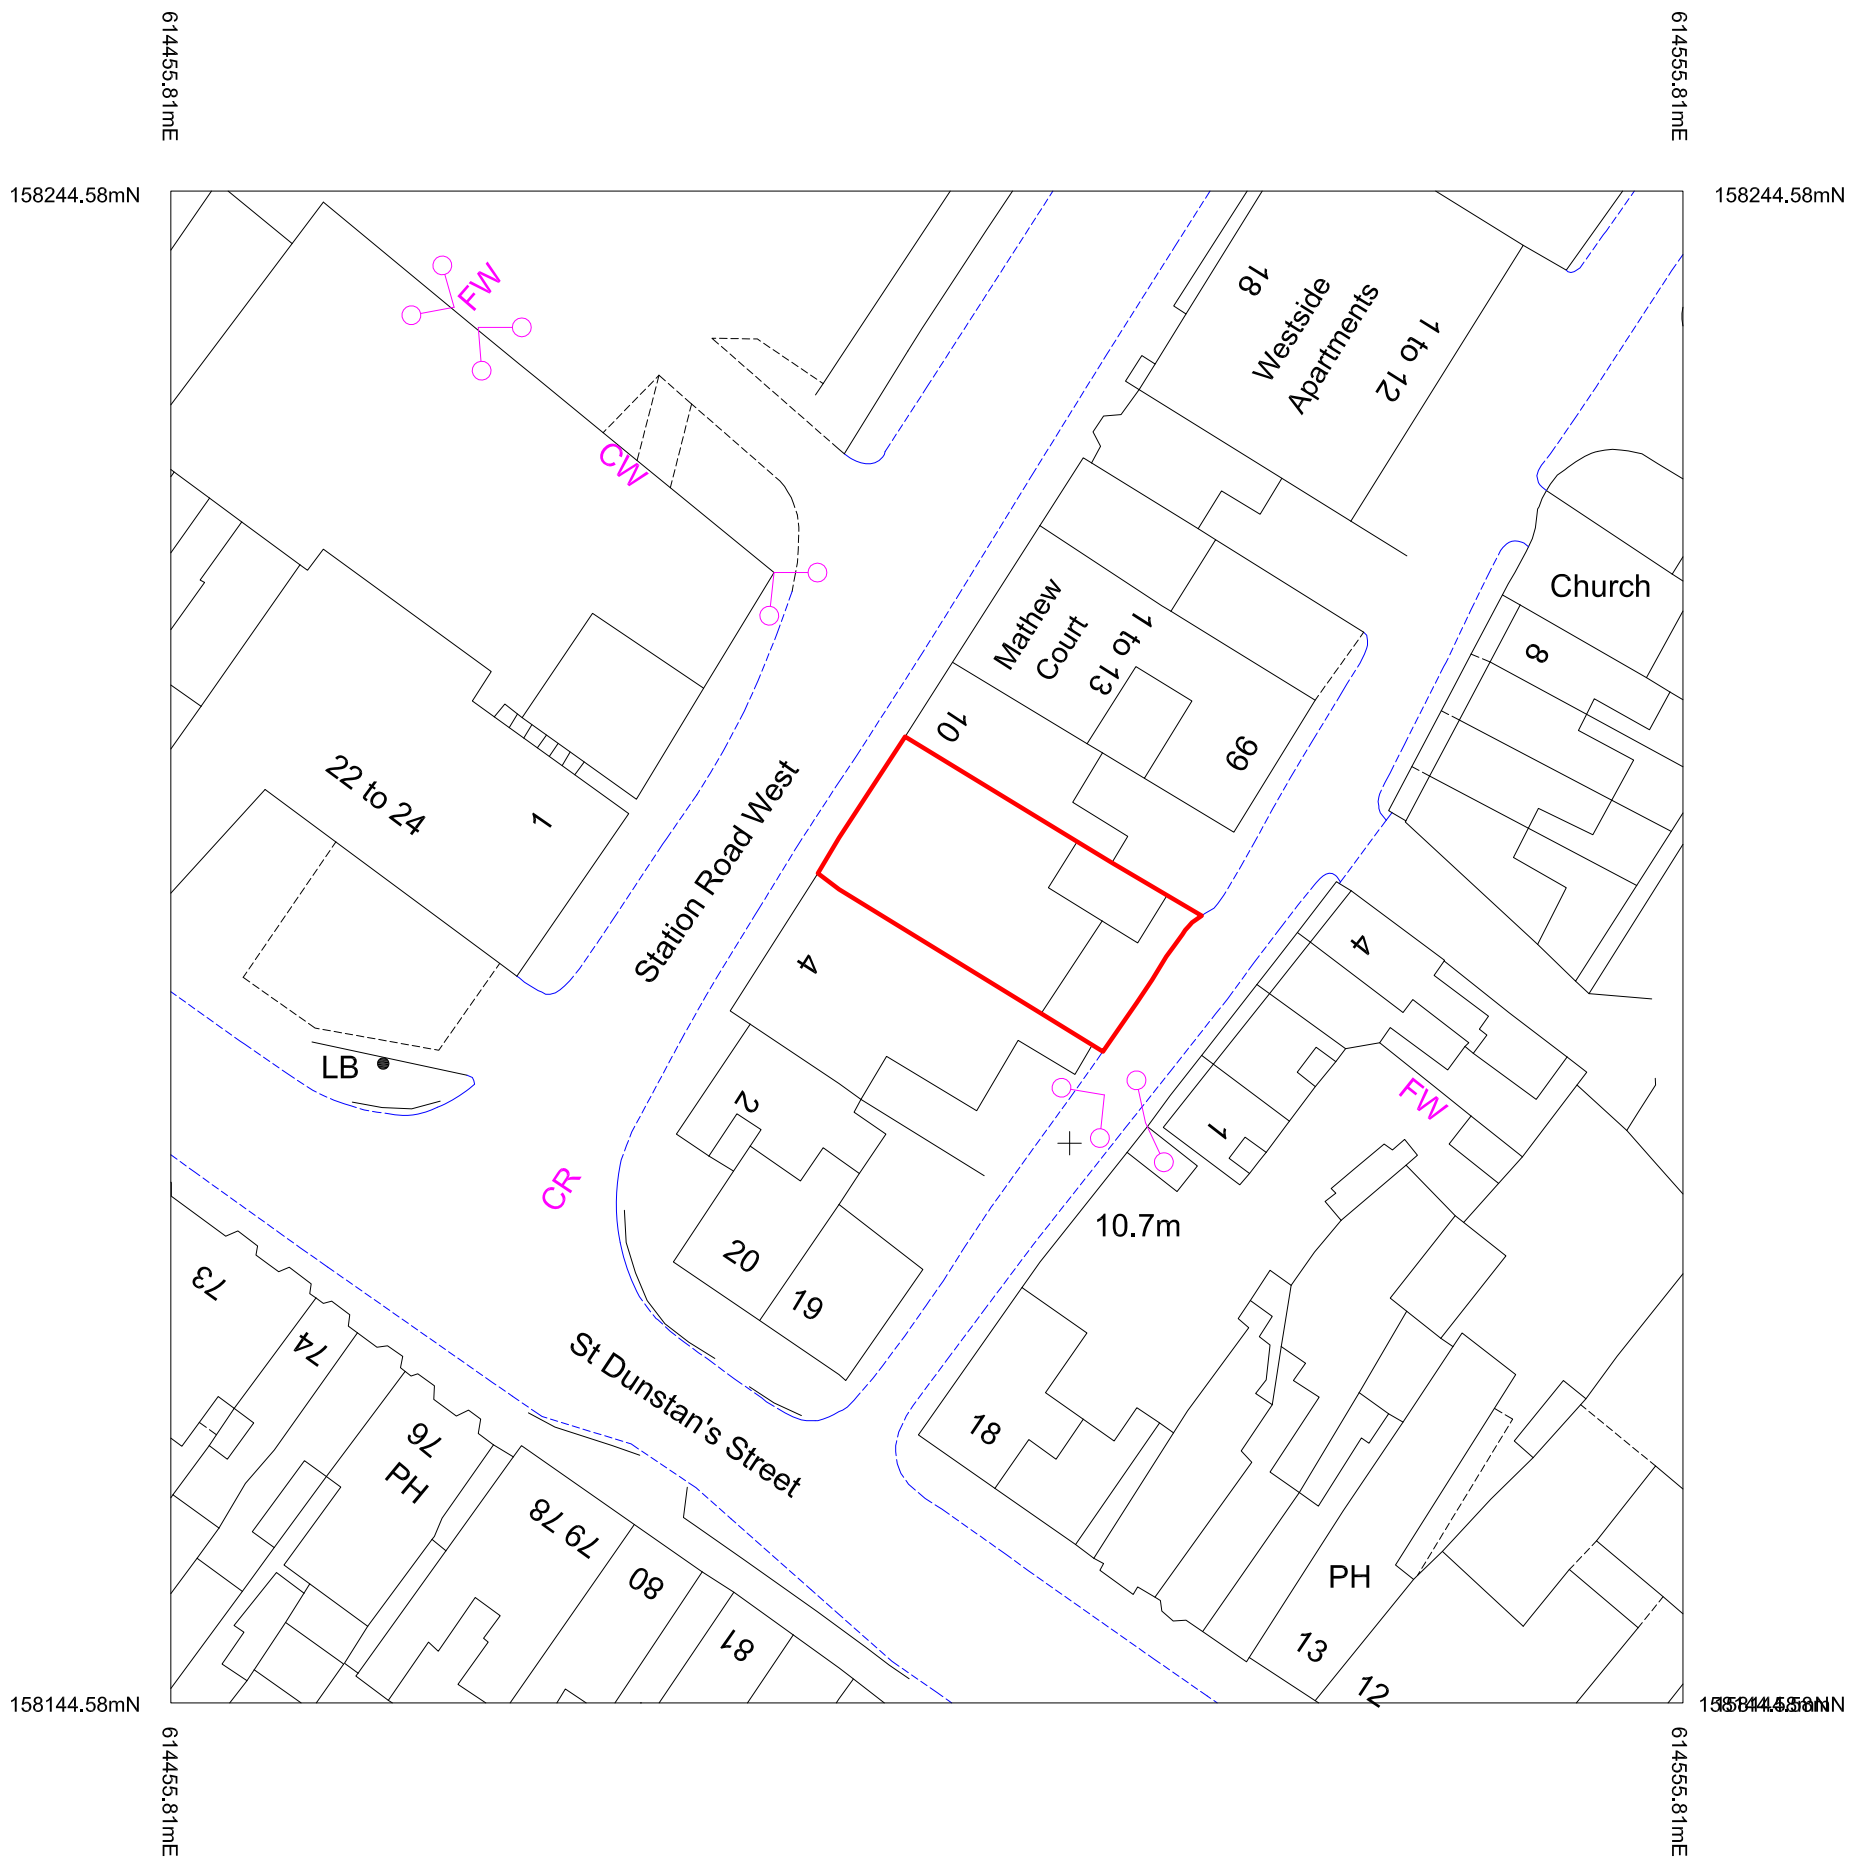 614455.81mE
614555.81mE
158244.58mN
158244.58mN
FW
18
Westside
Apartments
1 to 12
CW
Church
Mathew
Court
1 to 13
8
10
99
22 to 24
1
Station Road West
4
4
LB
2
FW
1
CR
10.7m
20
19
73
74
St Dunstan's Street
76
PH
18
78
79
80
81
PH
13
12
158144.58mN
614455.81mE
614555.81mE